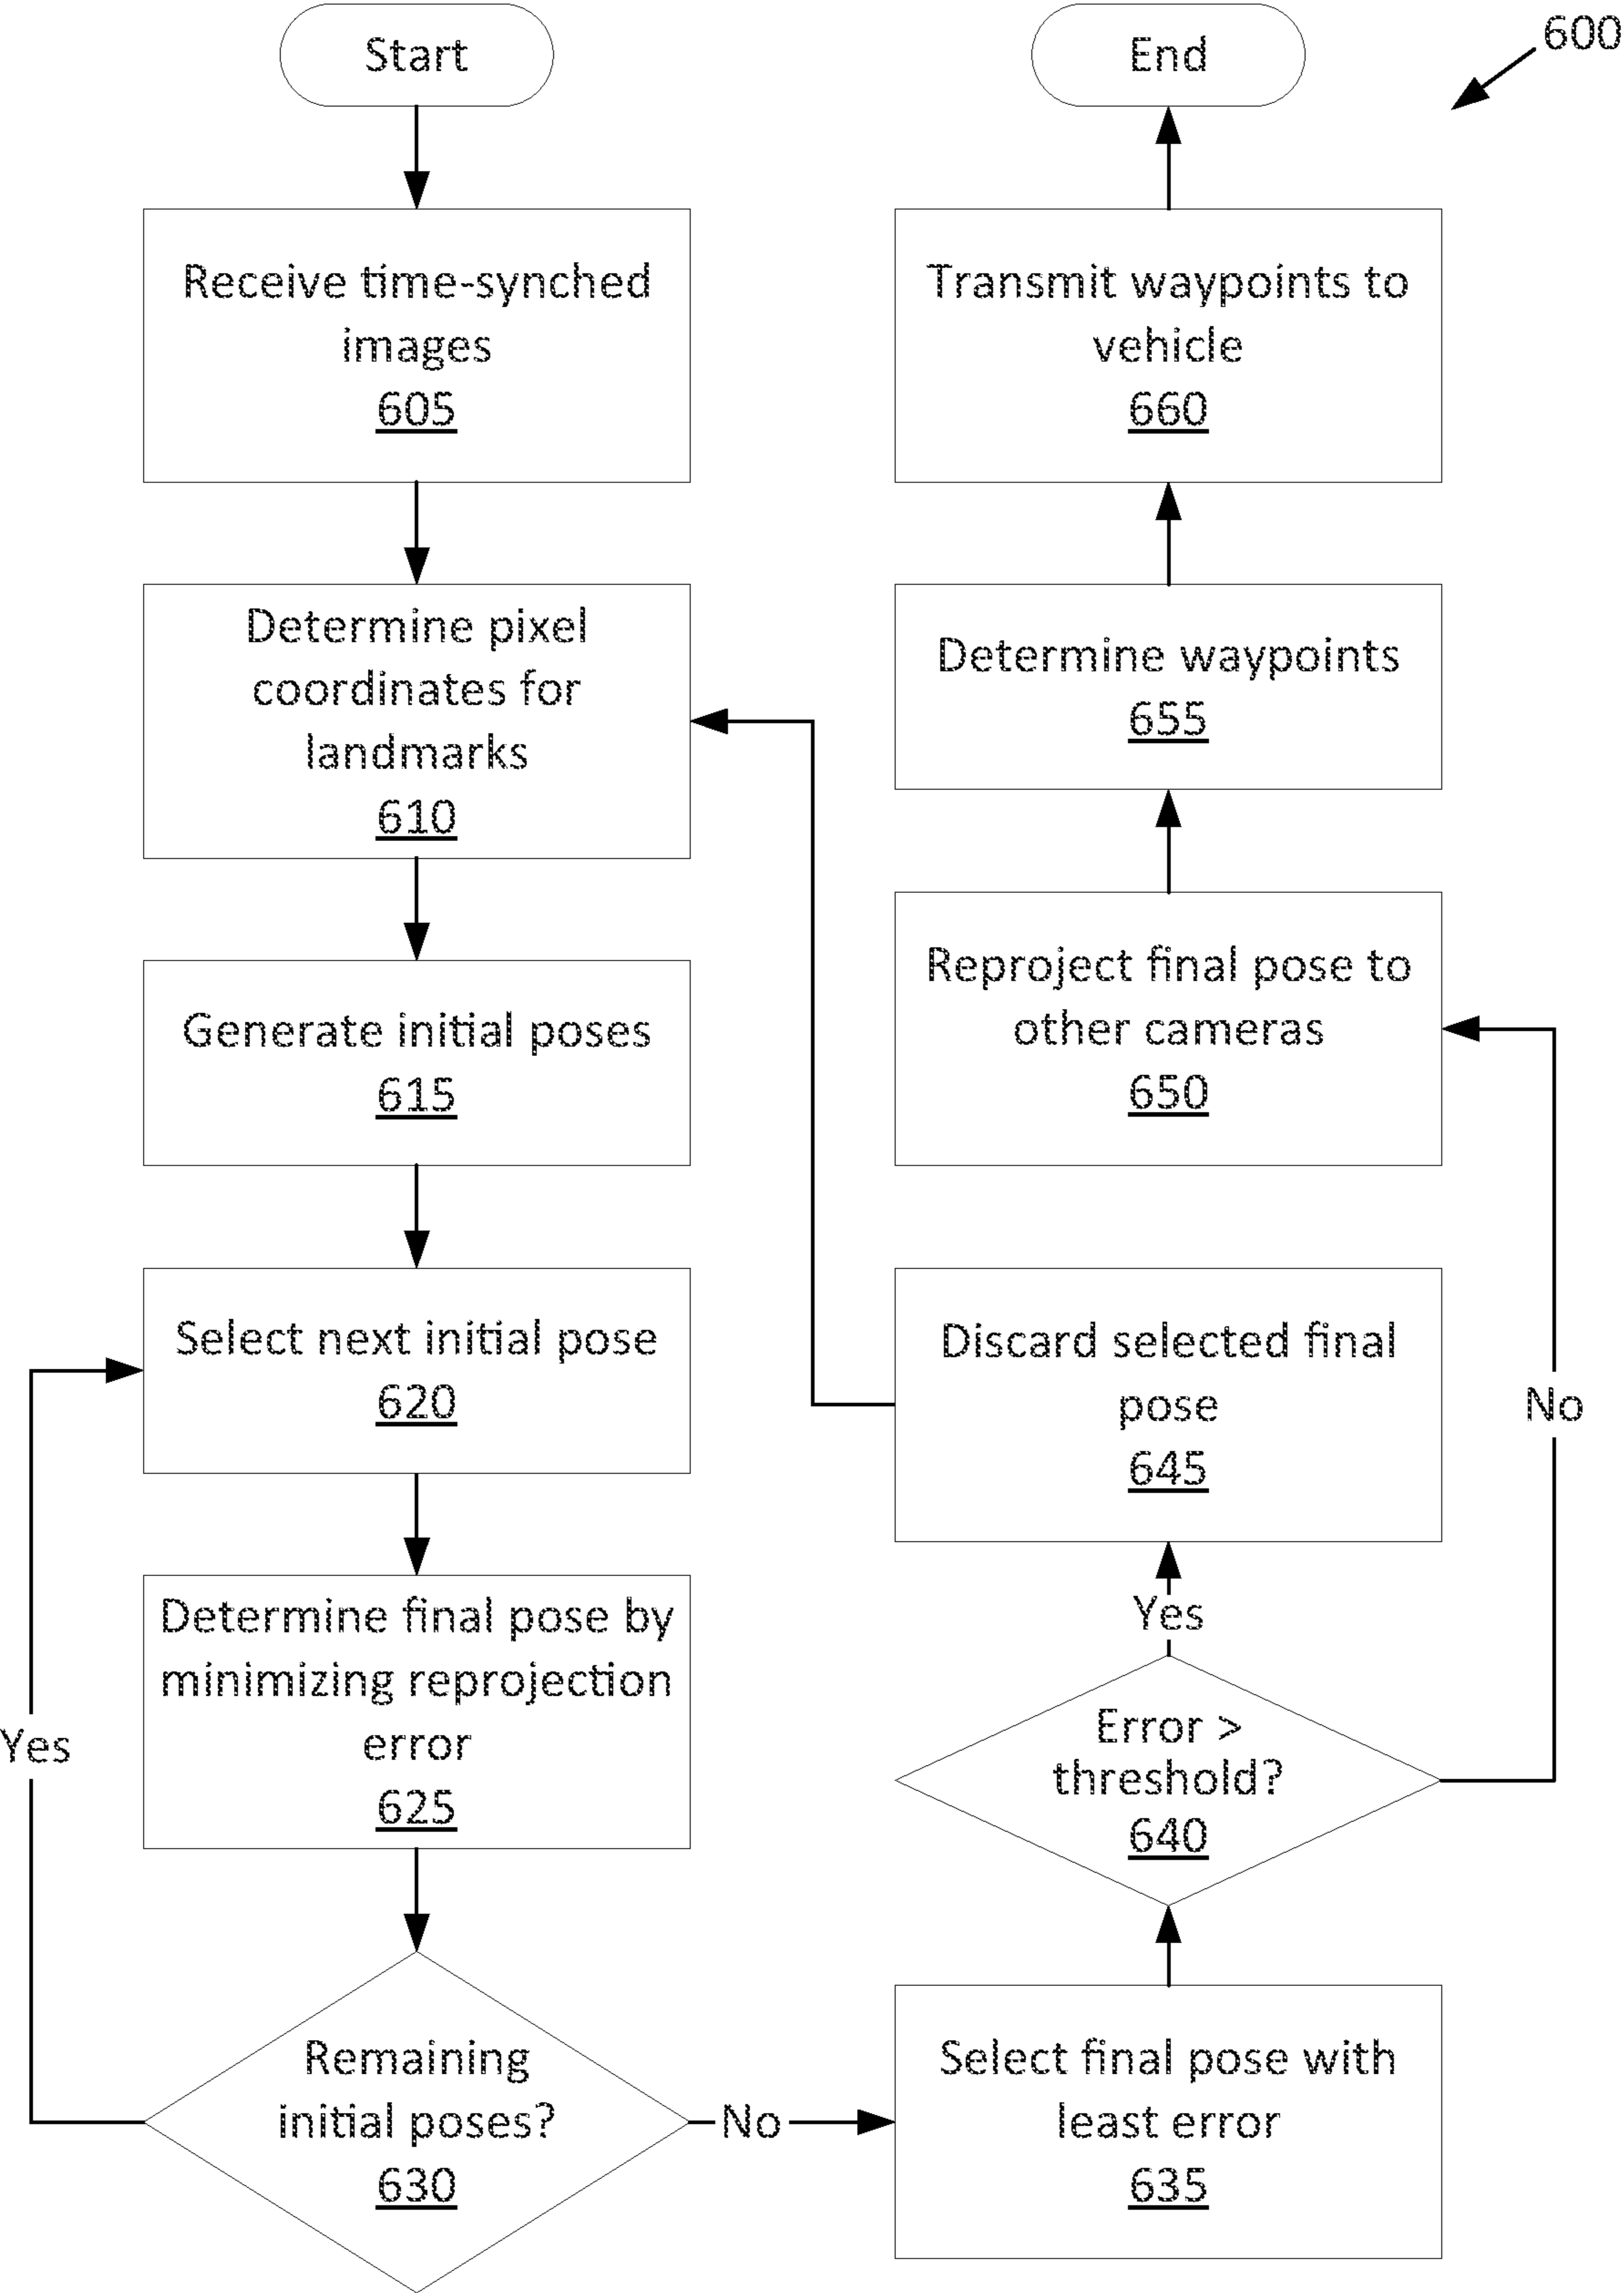 Start
Receive time-synched
images
605
Determine pixel
coordinates for
landmarks
610
Generate initial poses
615
Select next initial pose
620
Determine final pose by
minimizing reprojection
error
625
Yes
Remaining
initial poses?
630
No
Select final pose with
least error
635
Error >
threshold?
640
Yes
No
Discard selected final
pose
645
Reproject final pose to
other cameras
650
Determine waypoints
655
Transmit waypoints to
vehicle
660
End
600